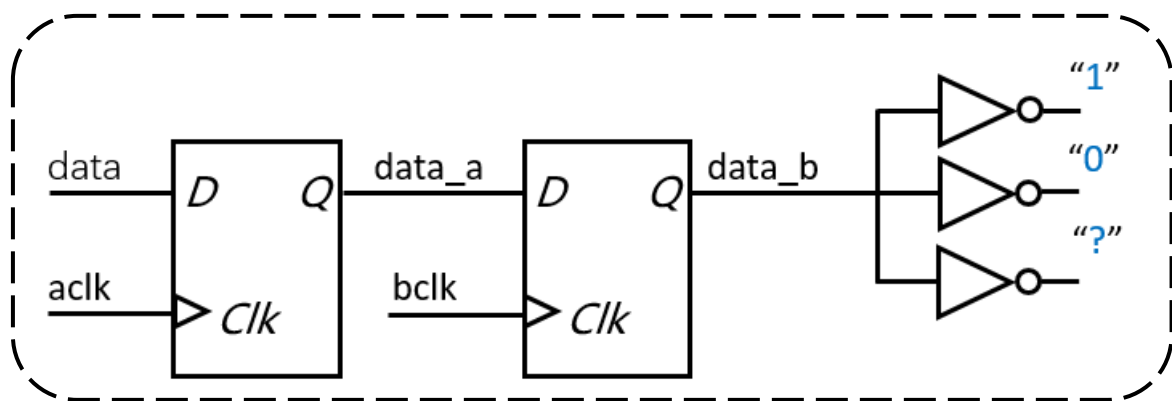 “1”
“0”
“?”
data
data_a
data_b
D
Q
D
Q
aclk
bclk
Clk
Clk